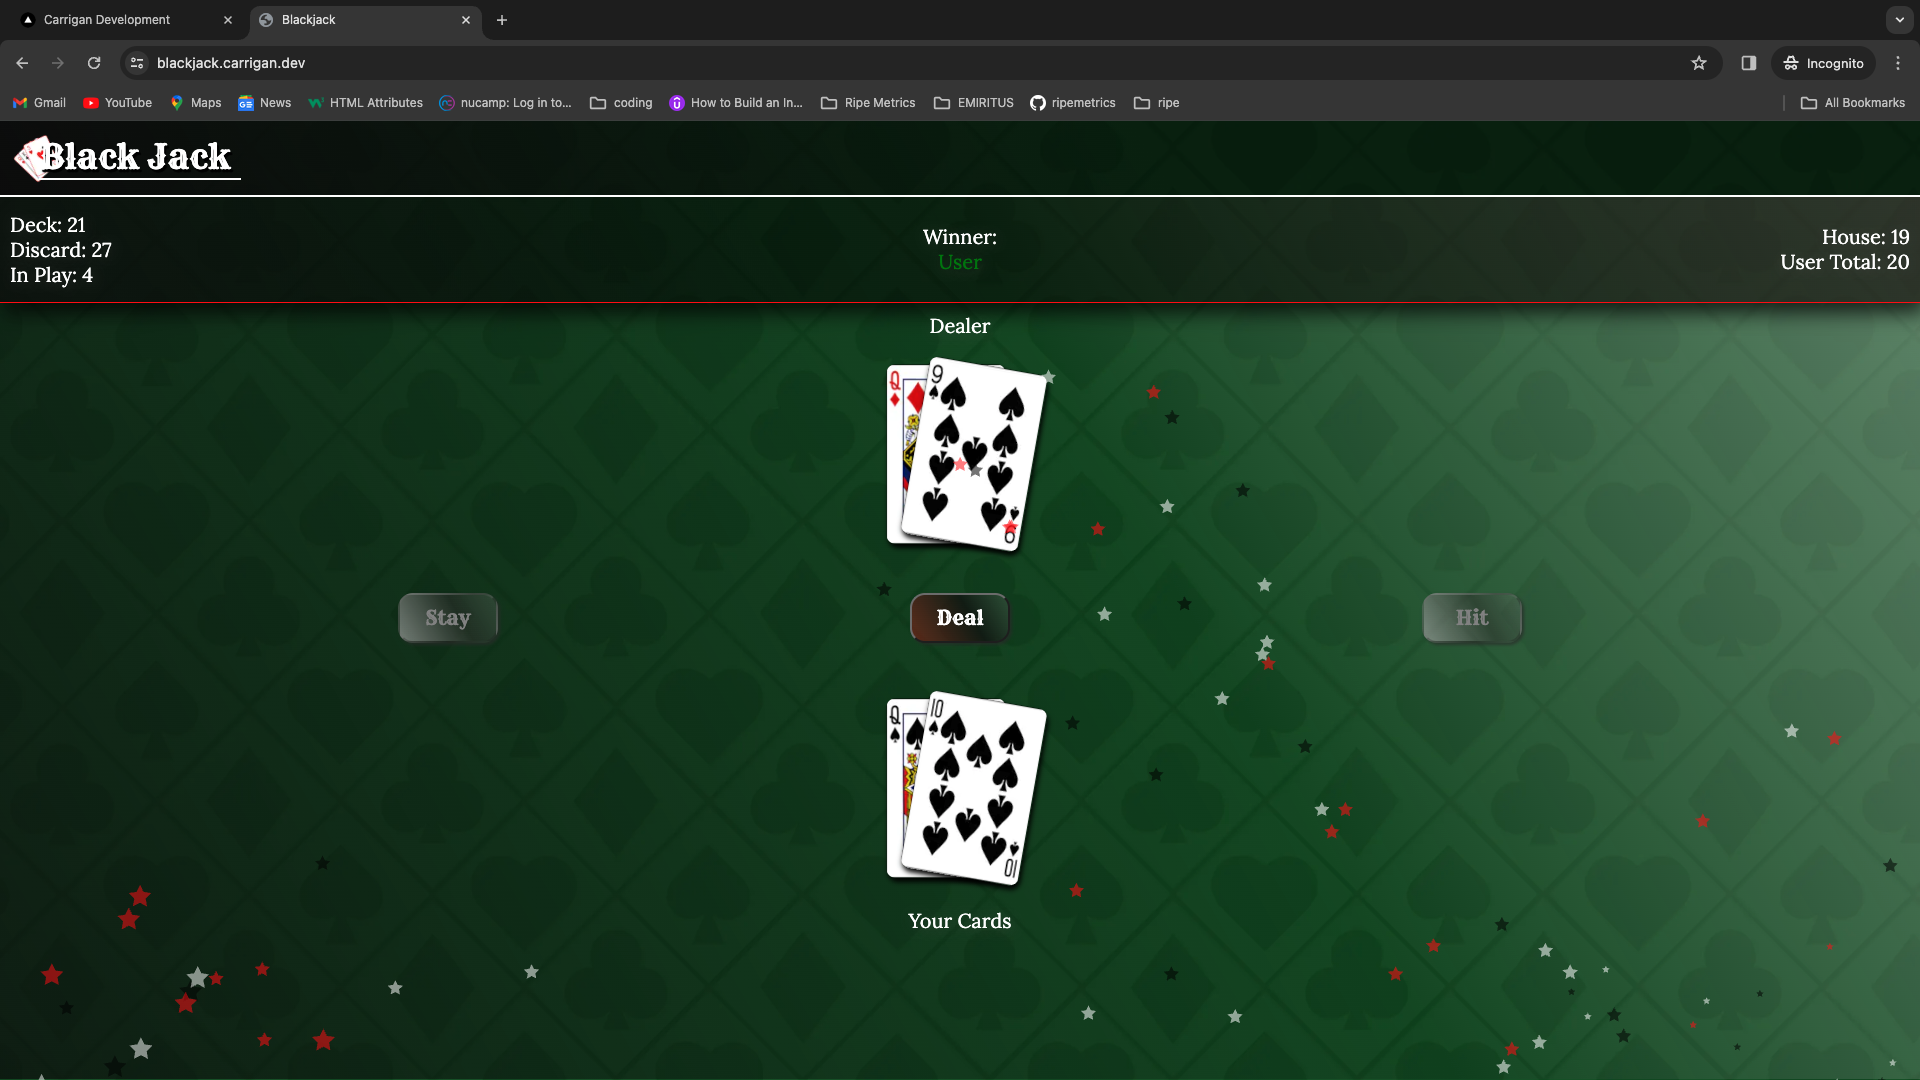 Carrigan Development
Blackjack
blackjack.carrigan.dev
Incognito
Gmail
YouTube
Maps
News
HTML Attributes
nucamp: Log in to...
coding
How to Build an In...
Ripe Metrics
EMIRITUS
ripemetrics
ripe
All Bookmarks
Black Jack
Deck: 21
Discard: 27
In Play: 4
Winner:
User
House: 19
User Total: 20
Dealer
Q
9
9
Stay
Deal
Hit
Q
10
10
Your Cards